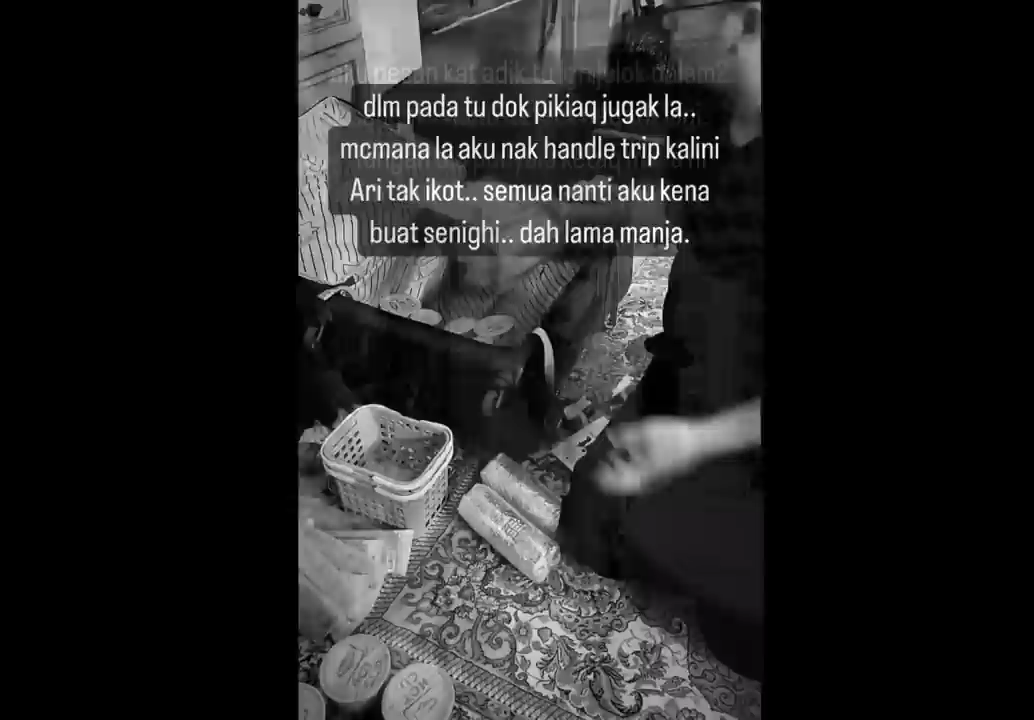 dlm pada tu dok pikiaq jugak la..
mcmana la aku nak handle trip kalini
Ari tak ikot.. semua nanti aku kena
buat senighi.. dah lama manja.